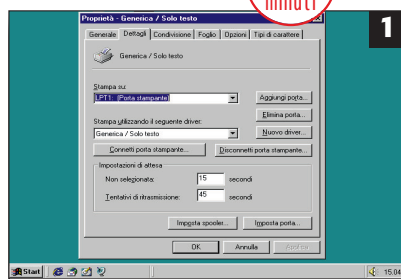 minuti
1
Proprietà - Generica / Solo testo
Generale Dettagli Condivisione Foglio Opzioni Tipi di carattere
Generica / Solo testo
Stampa su:
LPT1: (Porta stampante) Aggiungi porta...
Elimina porta...
Stampa utilizzando il seguente driver:
Generica / Solo testo Nuovo driver...
Connetti porta stampante... Disconnetti porta stampante...
Impostazioni di attesa
Non selezionata: 15 secondi
Tentativi di ritrasmissione: 45 secondi
Imposta spooler... Imposta porta...
OK Annulla Applica
Start 15.04